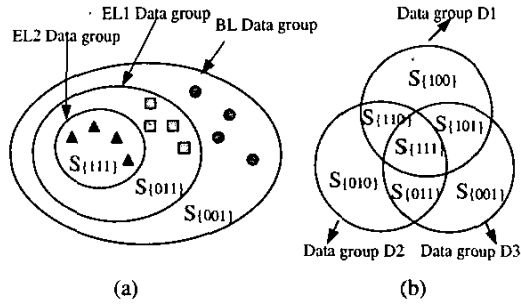 EL1 Data group
BL Data group
EL2 Data group
S{111}
S{011}
S{001}
(a)
Data group D1
S{100}
S{110}
S{101}
S{111}
S{010}
S{011}
S{001}
Data group D2
Data group D3
(b)